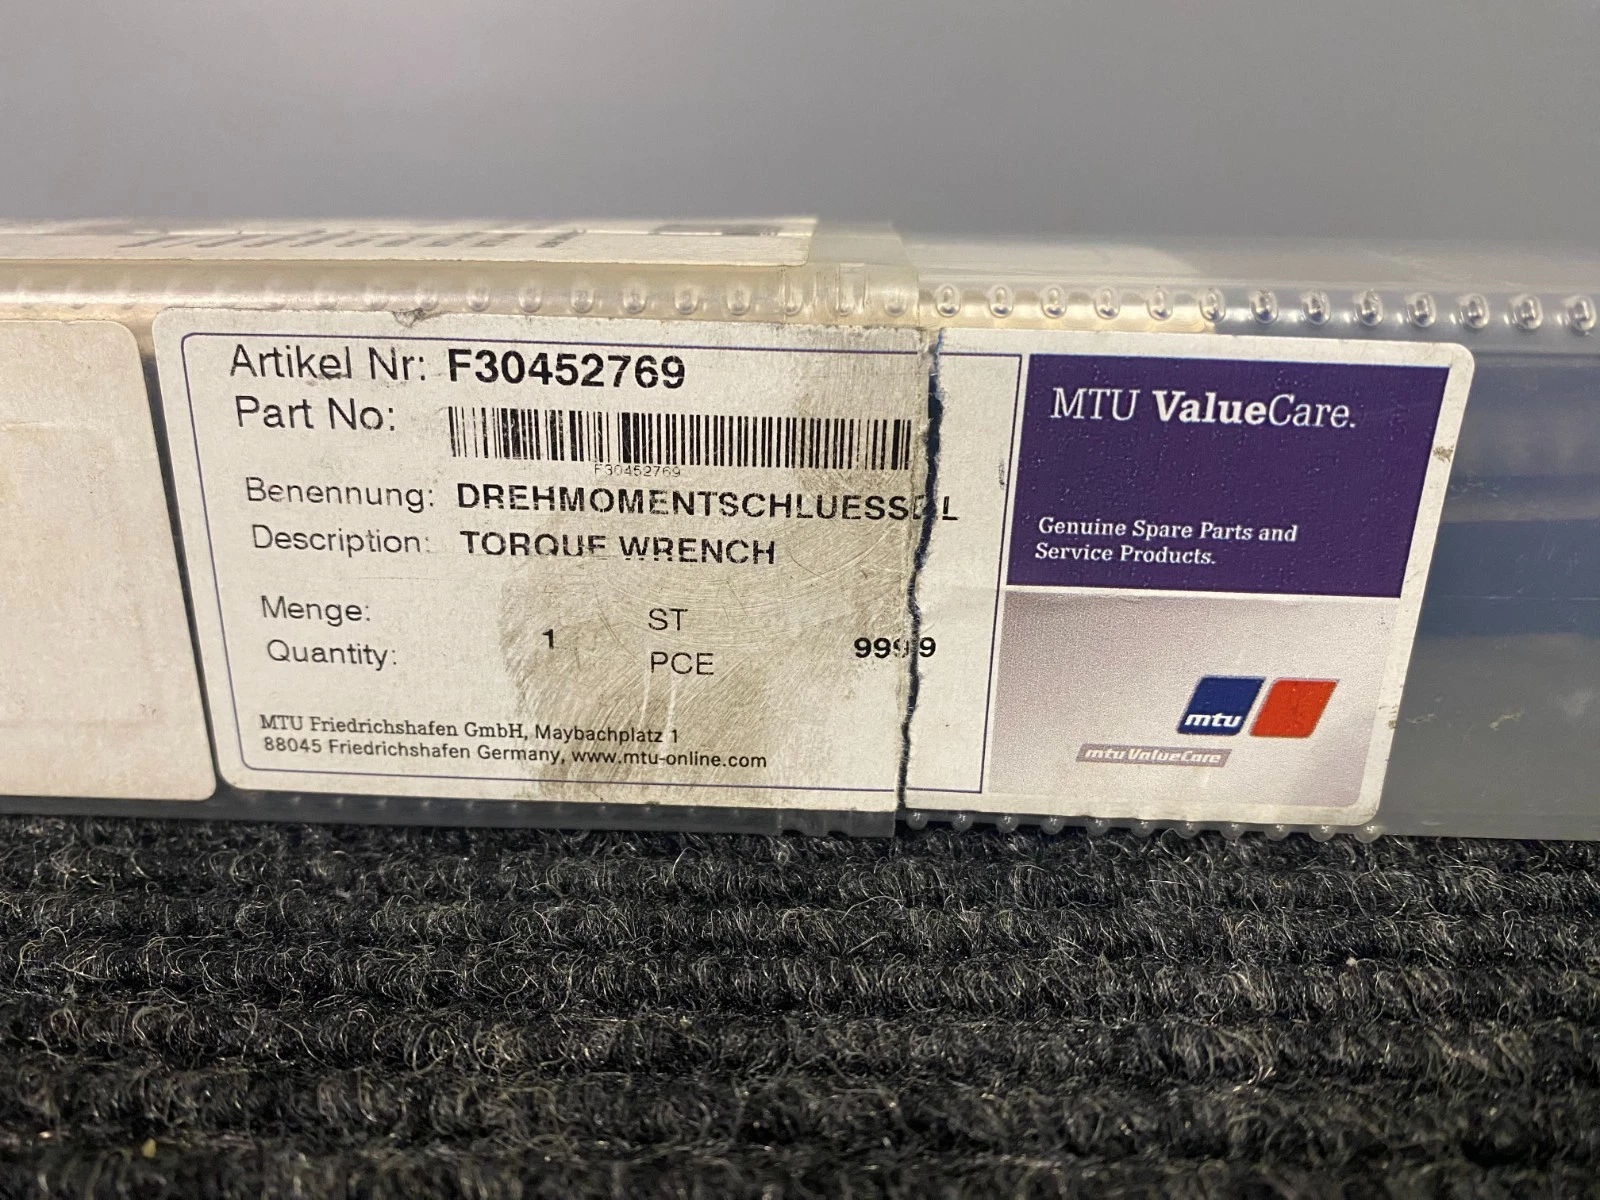 Artikel Nr: F30452769
Part No:
F30452769
Benennung: DREHMOMENTSCHLUESSEL
Description: TORQUE WRENCH
Menge: ST
Quantity: 1 PCE 9999
MTU Friedrichshafen GmbH, Maybachplatz 1
88045 Friedrichshafen Germany, www.mtu-online.com
MTU ValueCare.
Genuine Spare Parts and
Service Products.
mtu
mtu ValueCare